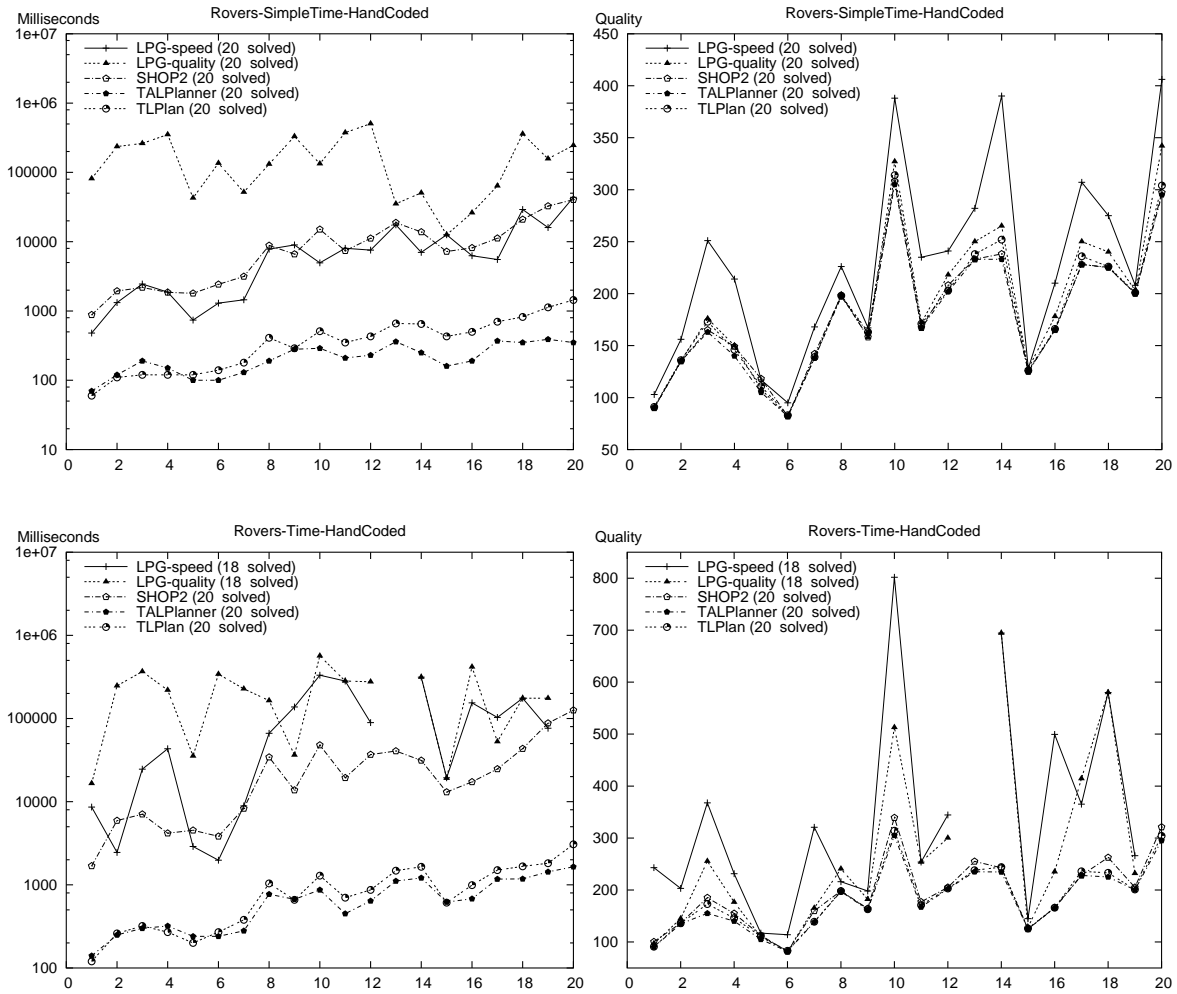 Rovers-SimpleTime-HandCoded
Milliseconds
1e+07
1e+06
100000
10000
1000
100
10
LPG-speed (20 solved)
LPG-quality (20 solved)
SHOP2 (20 solved)
TALPlanner (20 solved)
TLPlan (20 solved)
0 2 4 6 8 10 12 14 16 18 20
Rovers-SimpleTime-HandCoded
Quality
450
400
350
300
250
200
150
100
50
LPG-speed (20 solved)
LPG-quality (20 solved)
SHOP2 (20 solved)
TALPlanner (20 solved)
TLPlan (20 solved)
0 2 4 6 8 10 12 14 16 18 20
Rovers-Time-HandCoded
Milliseconds
1e+07
1e+06
100000
10000
1000
100
LPG-speed (18 solved)
LPG-quality (18 solved)
SHOP2 (20 solved)
TALPlanner (20 solved)
TLPlan (20 solved)
0 2 4 6 8 10 12 14 16 18 20
Rovers-Time-HandCoded
Quality
800
700
600
500
400
300
200
100
LPG-speed (18 solved)
LPG-quality (18 solved)
SHOP2 (20 solved)
TALPlanner (20 solved)
TLPlan (20 solved)
0 2 4 6 8 10 12 14 16 18 20